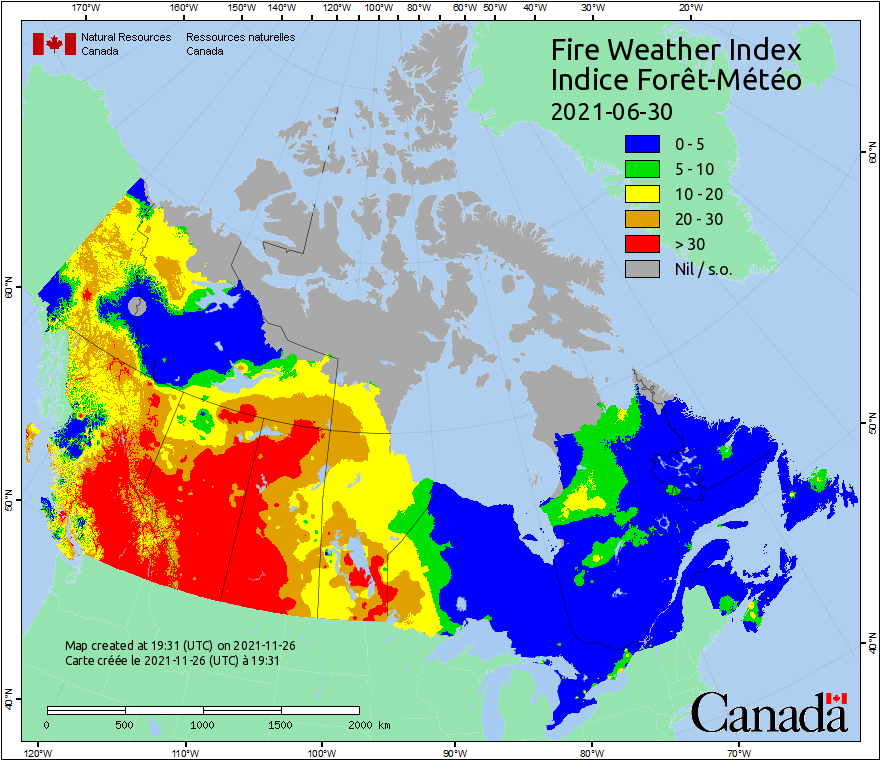 170°W 160°W 150°W 140°W 130°W 120°W 110°W 100°W 90°W 80°W 70°W 60°W 50°W 40°W 30°W 20°W
Natural Resources Canada
Ressources naturelles Canada
Fire Weather Index
Indice Forêt-Météo
2021-06-30
0 - 5
5 - 10
10 - 20
20 - 30
> 30
Nil / s.o.
60°N
60°N
50°N
50°N
40°N
40°N
Map created at 19:31 (UTC) on 2021-11-26
Carte créée le 2021-11-26 (UTC) à 19:31
0 500 1000 1500 2000 km
Canada
120°W 110°W 100°W 90°W 80°W 70°W